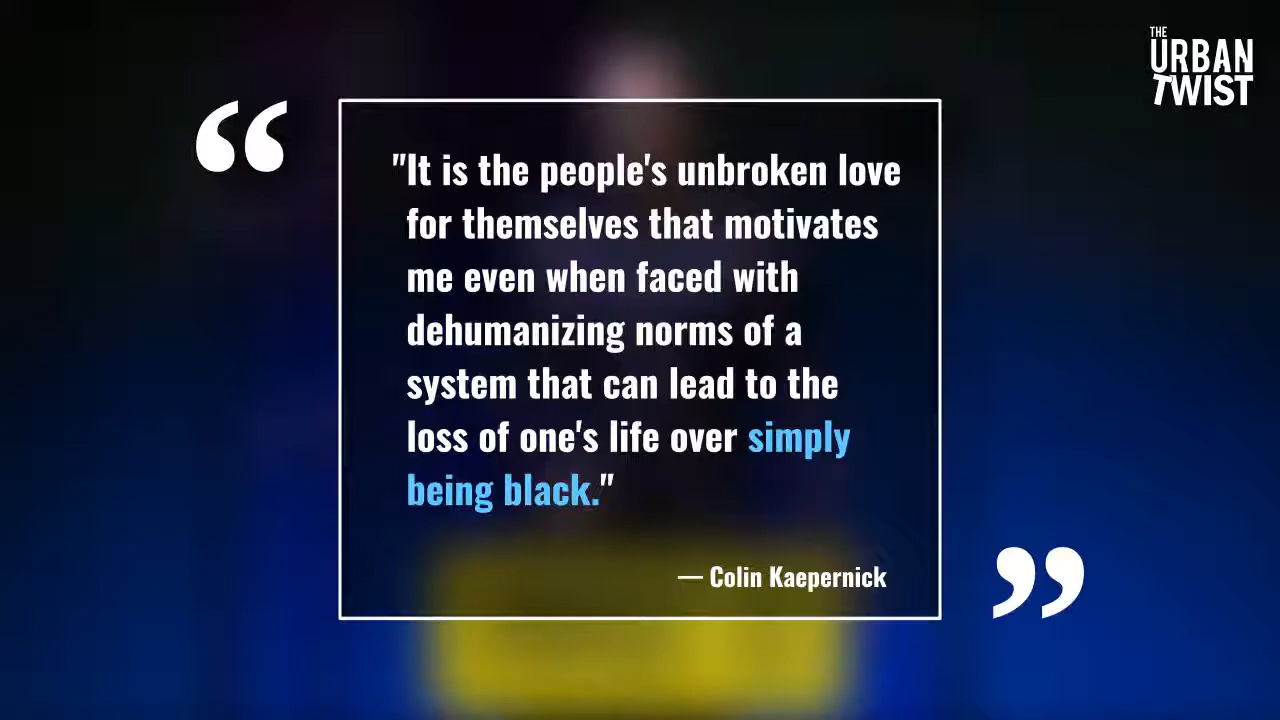 THE
URBAN
TWIST
“
"It is the people's unbroken love
for themselves that motivates
me even when faced with
dehumanizing norms of a
system that can lead to the
loss of one's life over simply
being black."
— Colin Kaepernick
”